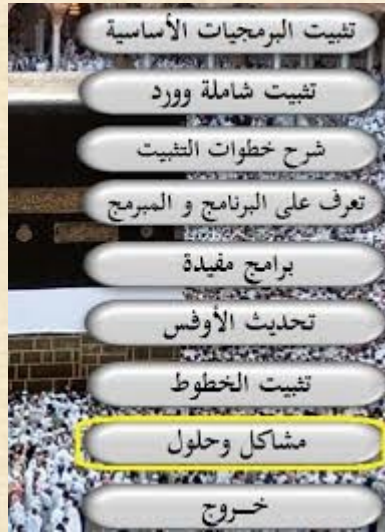 تثبيت البرمجيات الأساسية
تثبيت شاملة وورد
شرح خطوات التثبيت
تعرف على البرنامج و المبرمج
برامج مفيدة
تحديث الأوفس
تثبيت الخطوط
مشاكل وحلول
خـــروج